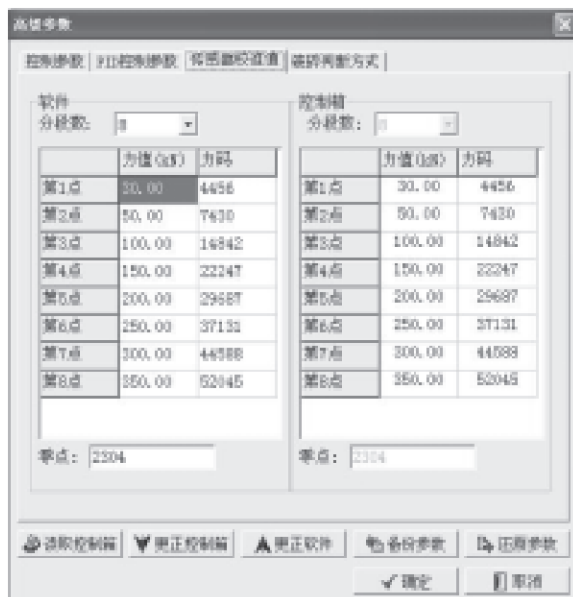 高级参数
控制参数 PID控制参数 传感器校准值 破碎判断方式
软件
分段数: 8
力值(kN) 力码
第1点 30.00 4456
第2点 50.00 7430
第3点 100.00 14842
第4点 150.00 22247
第5点 200.00 29687
第6点 250.00 37131
第7点 300.00 44588
第8点 350.00 52045
零点: 2304
控制箱
分段数: 8
力值(kN) 力码
第1点 30.00 4456
第2点 50.00 7430
第3点 100.00 14842
第4点 150.00 22247
第5点 200.00 29687
第6点 250.00 37131
第7点 300.00 44588
第8点 350.00 52045
零点: 2304
读取控制箱 更正控制箱 更正软件 备份参数 还原参数
确定 取消